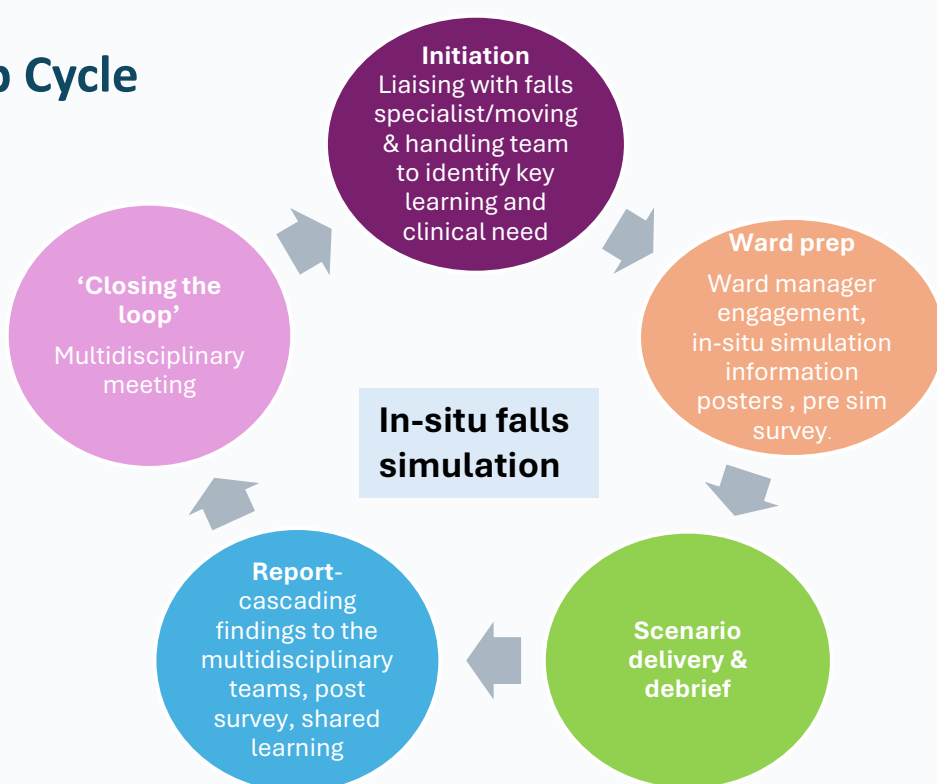 Cycle
Initiation
Liaising with falls
specialist/moving
& handling team
to identify key
learning and
clinical need
Ward prep
Ward manager
engagement,
in-situ simulation
information
posters , pre sim
survey.
Scenario
delivery &
debrief
Report-
cascading
findings to the
multidisciplinary
teams, post
survey, shared
learning
‘Closing the
loop’
Multidisciplinary
meeting
In-situ falls
simulation